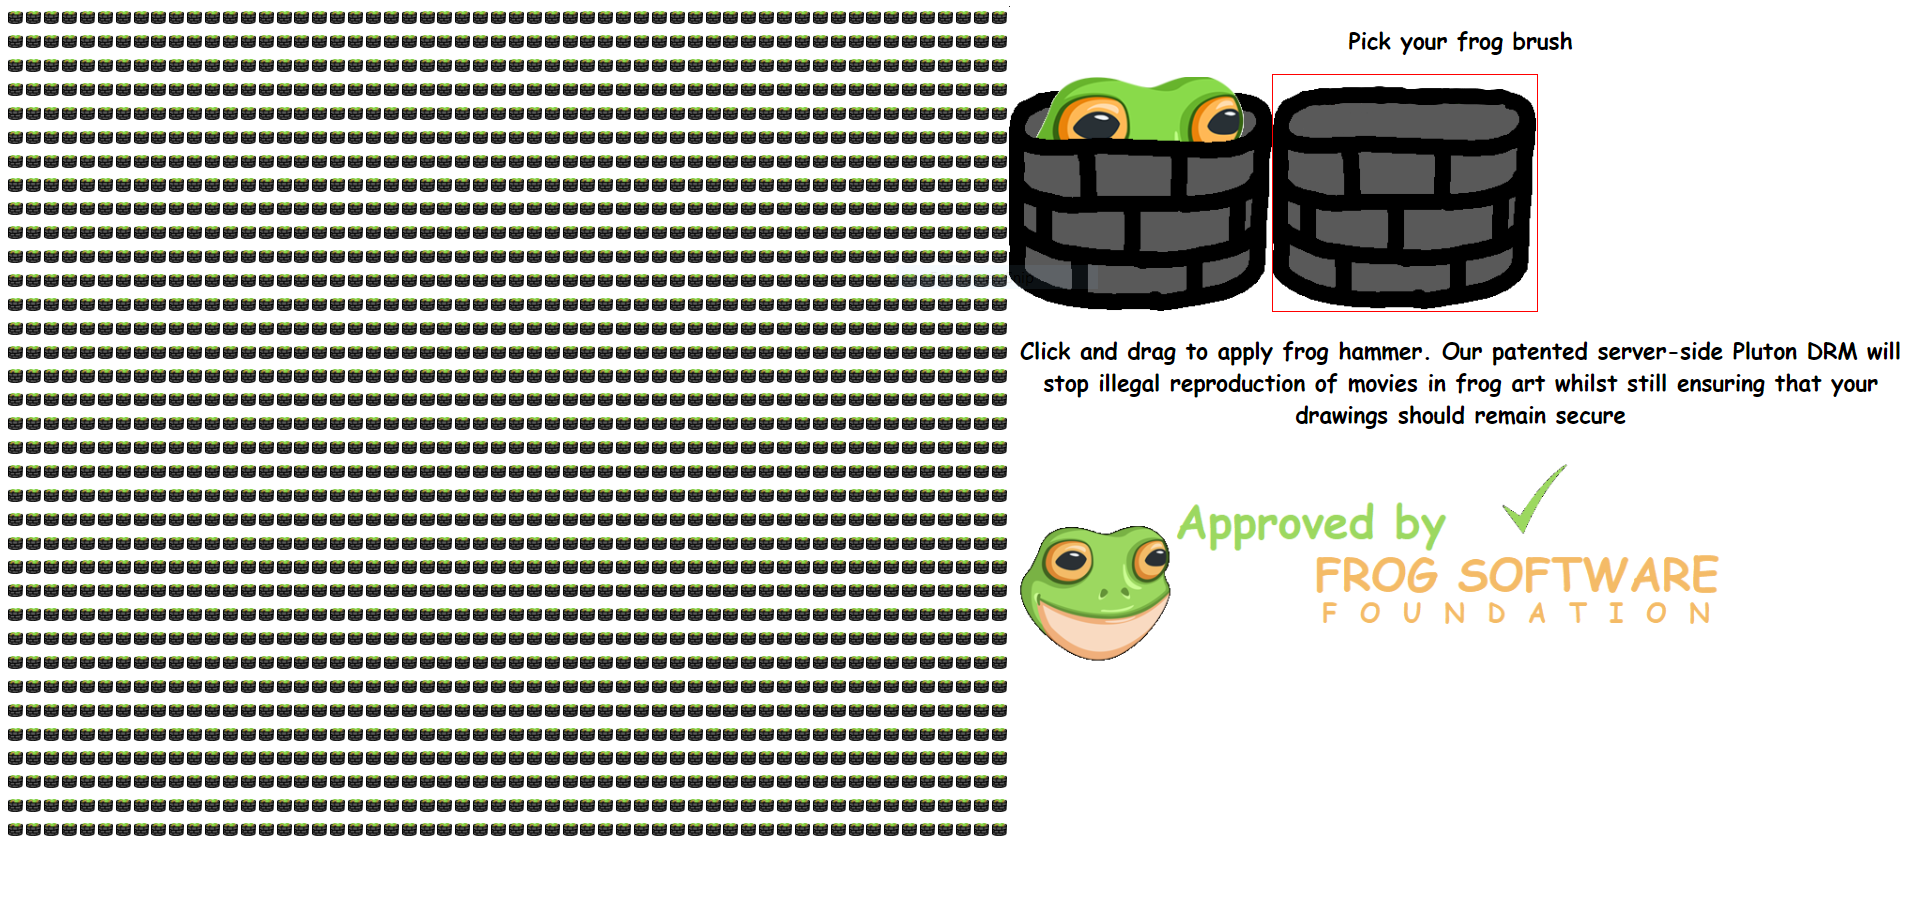 Pick your frog brush
Click and drag to apply frog hammer. Our patented server-side Pluton DRM will
stop illegal reproduction of movies in frog art whilst still ensuring that your
drawings should remain secure
Approved by
FROG SOFTWARE
FOUNDATION